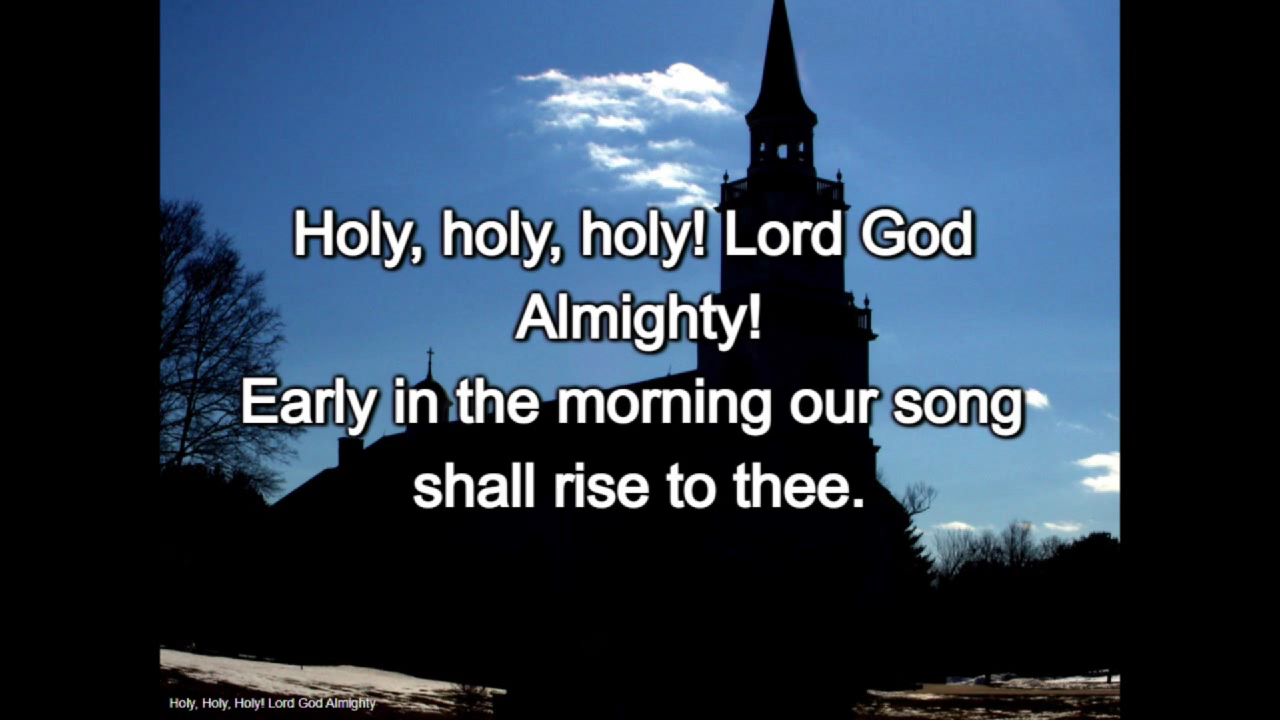 Holy, holy, holy! Lord God
Almighty!
Early in the morning our song
shall rise to thee.
Holy, Holy, Holy! Lord God Almighty